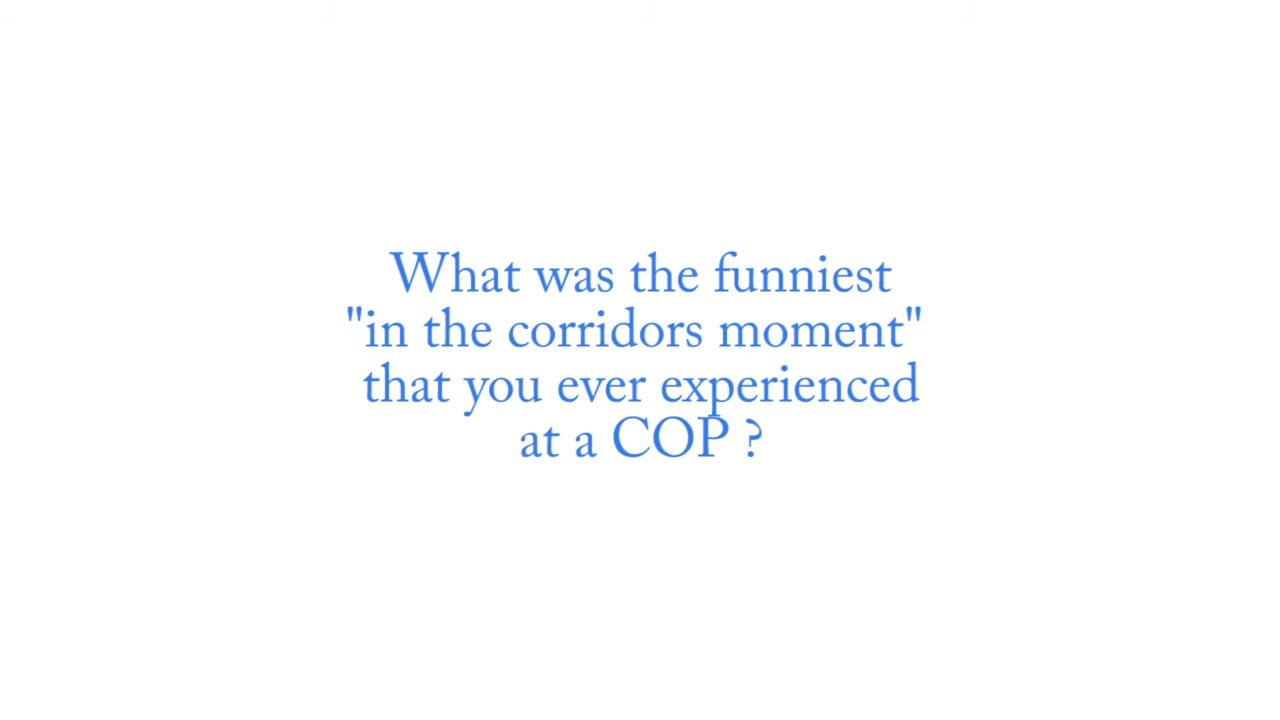 What was the funniest
"in the corridors moment"
that you ever experienced
at a COP ?